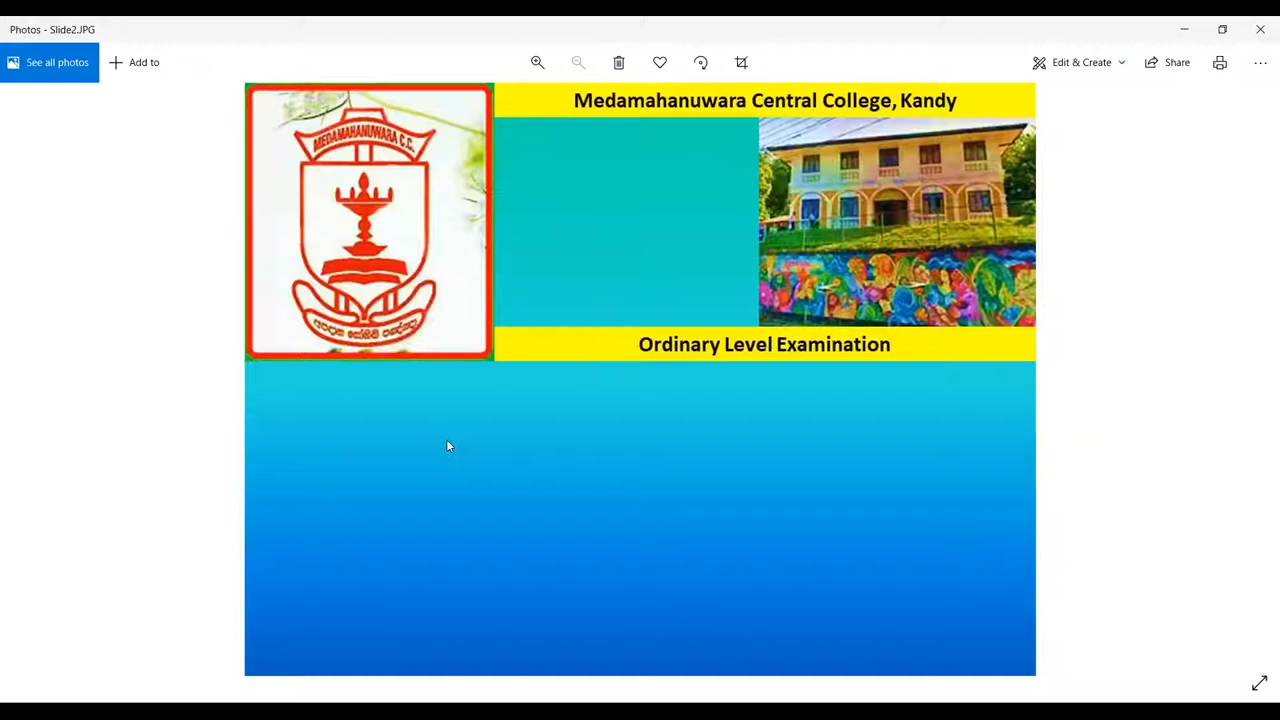 Photos - Slide2.JPG
See all photos
Add to
Edit & Create
Share
Medamahanuwara Central College, Kandy
MEDAMAHANUWARA C.C.
Ordinary Level Examination